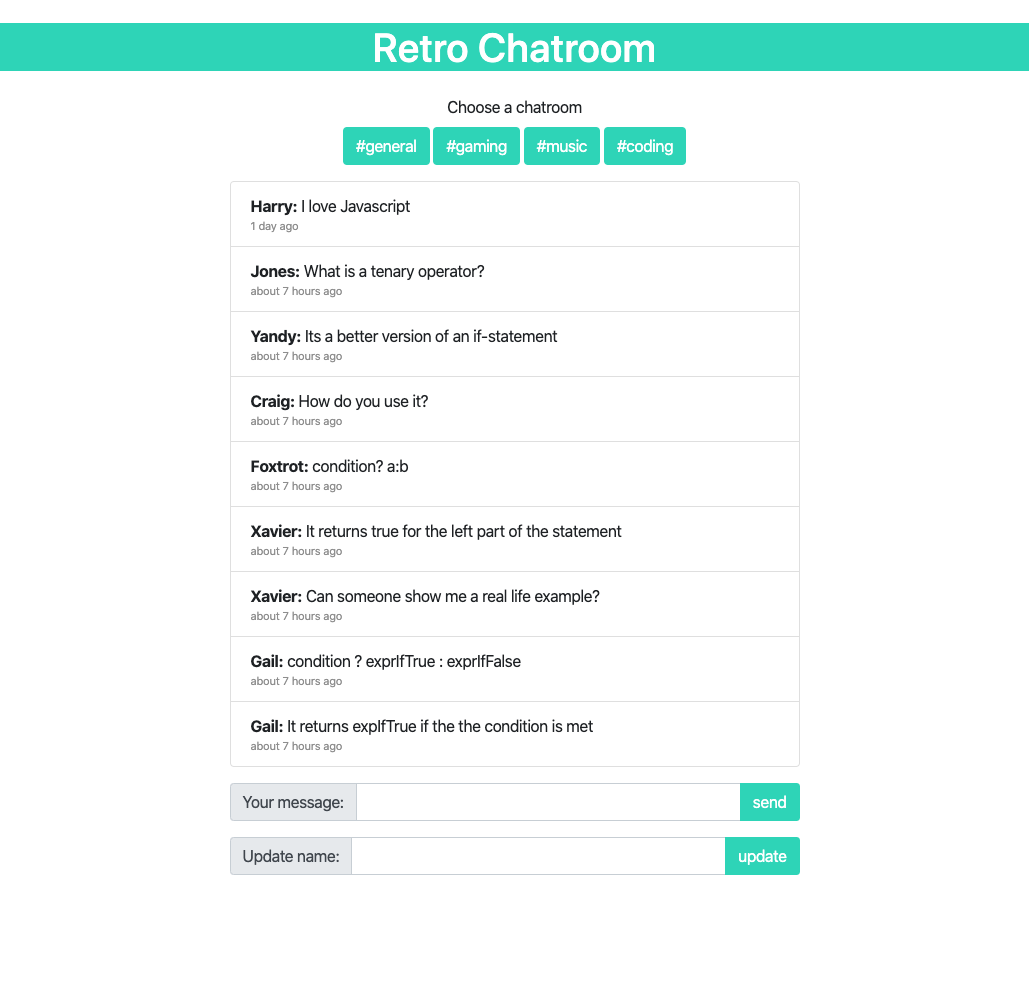 Retro Chatroom
Choose a chatroom
#general #gaming #music #coding
Harry: I love Javascript
1 day ago
Jones: What is a tenary operator?
about 7 hours ago
Yandy: Its a better version of an if-statement
about 7 hours ago
Craig: How do you use it?
about 7 hours ago
Foxtrot: condition? a:b
about 7 hours ago
Xavier: It returns true for the left part of the statement
about 7 hours ago
Xavier: Can someone show me a real life example?
about 7 hours ago
Gail: condition ? exprIfTrue : exprIfFalse
about 7 hours ago
Gail: It returns expIfTrue if the the condition is met
about 7 hours ago
Your message: send
Update name: update